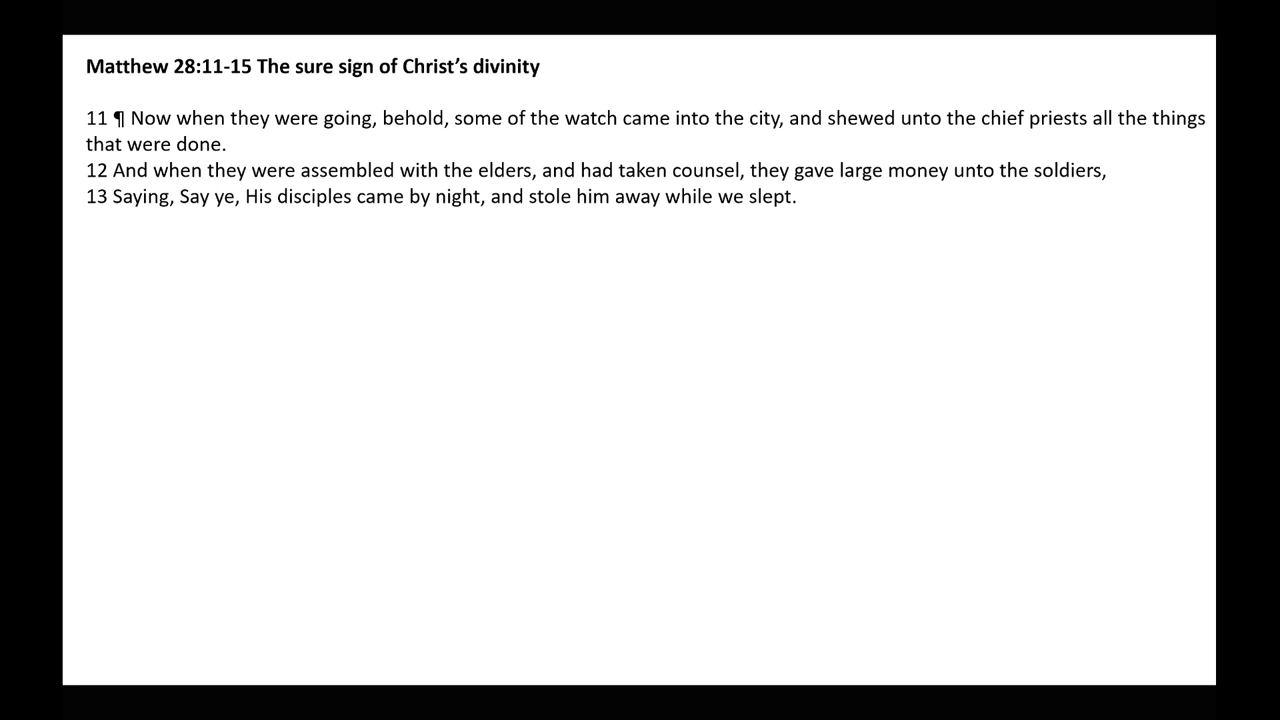 Matthew 28:11-15 The sure sign of Christ’s divinity
11 ¶ Now when they were going, behold, some of the watch came into the city, and shewed unto the chief priests all the things
that were done.
12 And when they were assembled with the elders, and had taken counsel, they gave large money unto the soldiers,
13 Saying, Say ye, His disciples came by night, and stole him away while we slept.